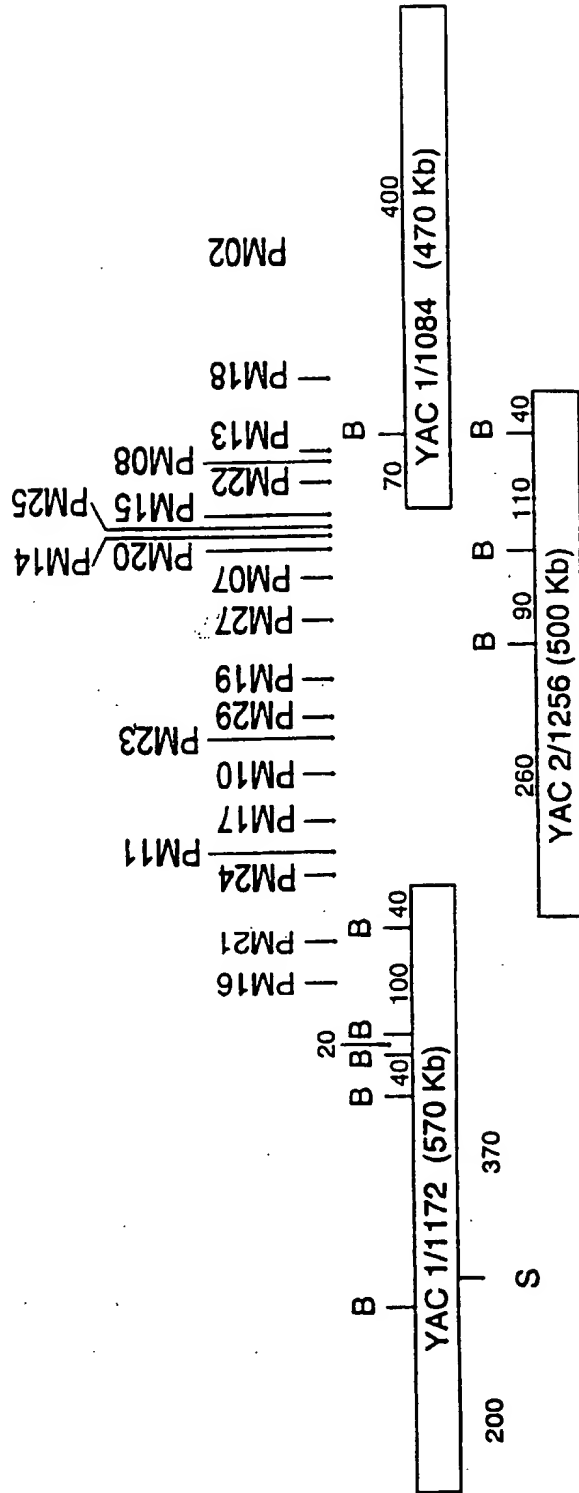 PM14 PM25
PM11 PM23 PM20 PM15 PM08
PM16 PM21 PM24 PM17 PM10 PM29 PM19 PM27 PM07 PM22 PM13 PM18 PM02
20
B B B B B B
40 100 40 70 400
YAC 1/1172 (570 Kb) YAC 1/1084 (470 Kb)
200 370 B B B
S 260 90 110 40
YAC 2/1256 (500 Kb)